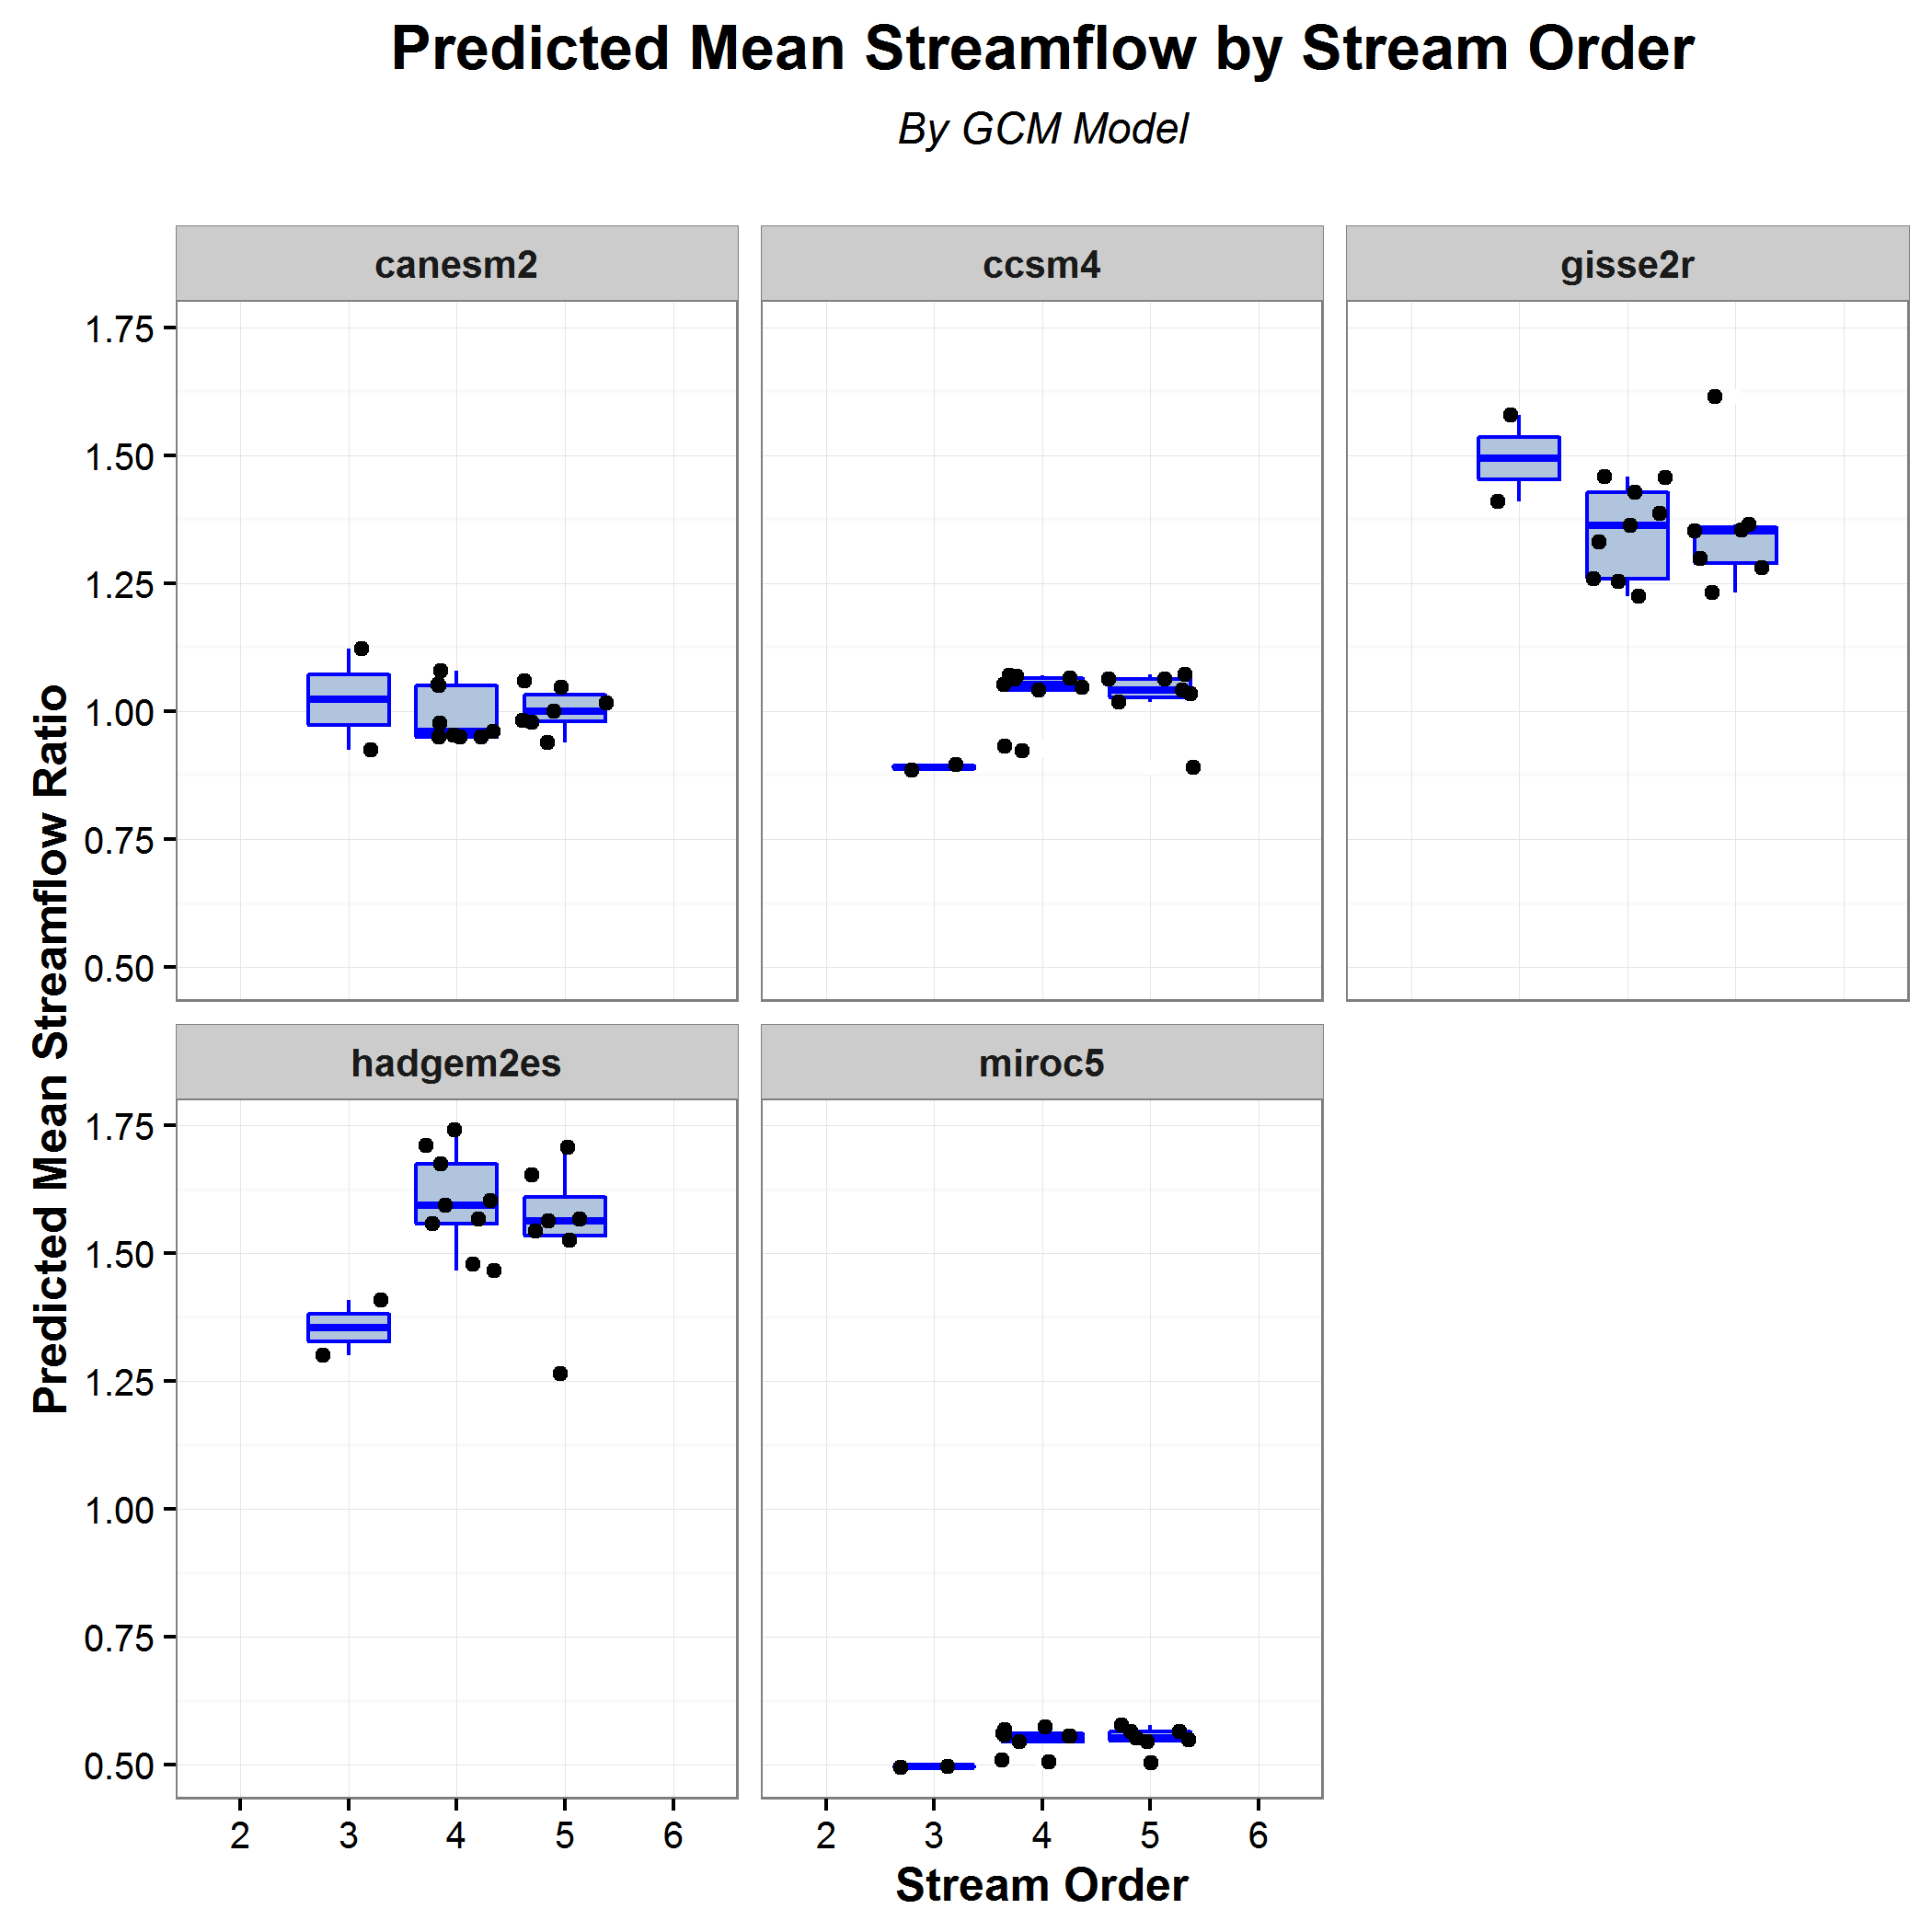 Predicted Mean Streamflow by Stream Order
By GCM Model
canesm2
ccsm4
gisse2r
1.75
1.50
1.25
1.00
0.75
0.50
Predicted Mean Streamflow Ratio
hadgem2es
miroc5
1.75
1.50
1.25
1.00
0.75
0.50
2 3 4 5 6
2 3 4 5 6
Stream Order